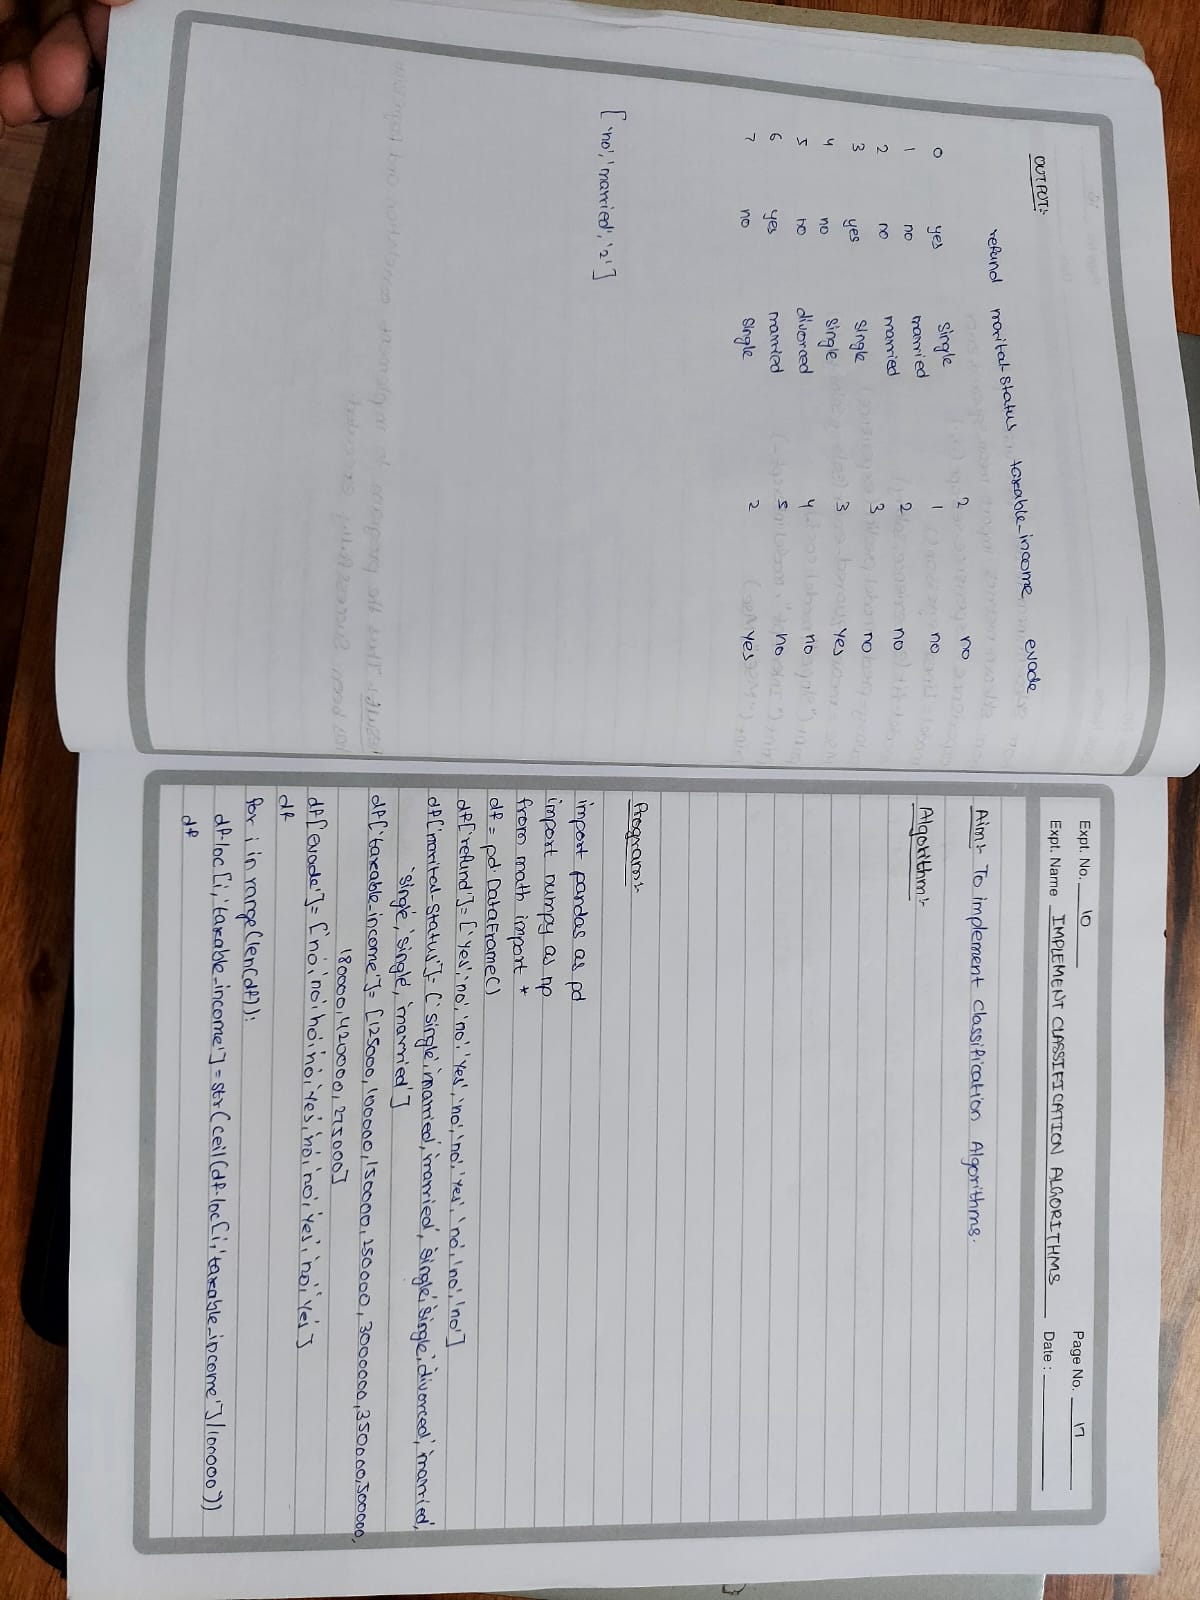 OUTPUT:-
refund marital-status taxable-income evade
0 yes single 2 no
1 no married 1 no
2 no married 2 no
3 yes single 3 no
4 no single 3 yes
5 no divorced 4 no
6 yes married 5 no
7 no single 2 yes
['no','married','2']
Expt. No. 10
Page No. 17
Expt. Name IMPLEMENT CLASSIFICATION ALGORITHMS
Date :
Aim:- To implement Classification Algorithms.
Algorithm:-
Program:-
import pandas as pd
import numpy as np
from math import *
df = pd.DataFrame()
df['refund']= ['Yes','no','no','Yes','no','no','Yes','no','no','no']
df['marital-status']= ['single','married','married','single','single','divorced','married',
'single','single','married']
df['taxable-income']= [125000,100000,150000,250000,3000000,350000,500000,
180000,420000,275000]
df['evade']= ['no','no','no','no','Yes','no','no','Yes','no','Yes']
df
for i in range(len(df)):
df.loc[i,'taxable-income']=str(ceil(df.loc[i,'taxable-income']/100000))
df